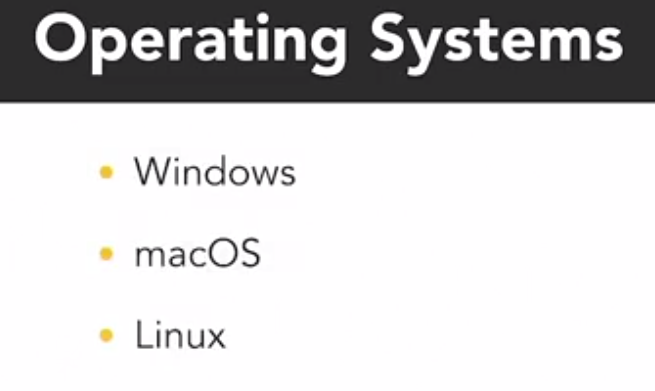 Operating Systems
Windows
macOS
Linux